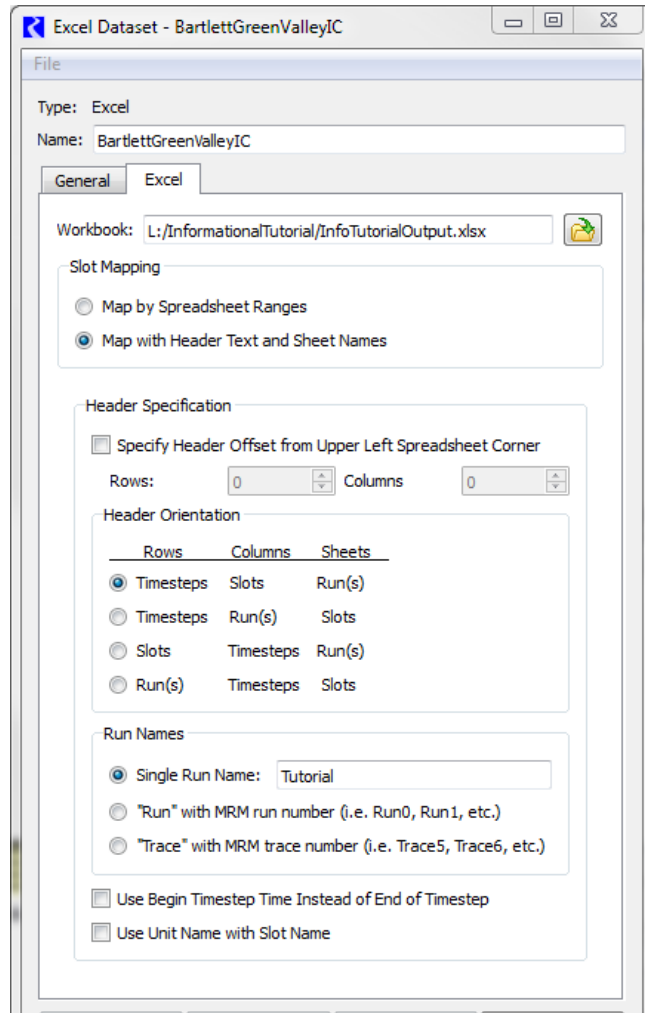 Excel Dataset - BartlettGreenValleyIC
File
Type: Excel
Name: BartlettGreenValleyIC
General Excel
Workbook: L:/InformationalTutorial/InfoTutorialOutput.xlsx
Slot Mapping
Map by Spreadsheet Ranges
Map with Header Text and Sheet Names
Header Specification
Specify Header Offset from Upper Left Spreadsheet Corner
Rows: 0 Columns 0
Header Orientation
Rows Columns Sheets
Timesteps Slots Run(s)
Timesteps Run(s) Slots
Slots Timesteps Run(s)
Run(s) Timesteps Slots
Run Names
Single Run Name: Tutorial
"Run" with MRM run number (i.e. Run0, Run1, etc.)
"Trace" with MRM trace number (i.e. Trace5, Trace6, etc.)
Use Begin Timestep Time Instead of End of Timestep
Use Unit Name with Slot Name